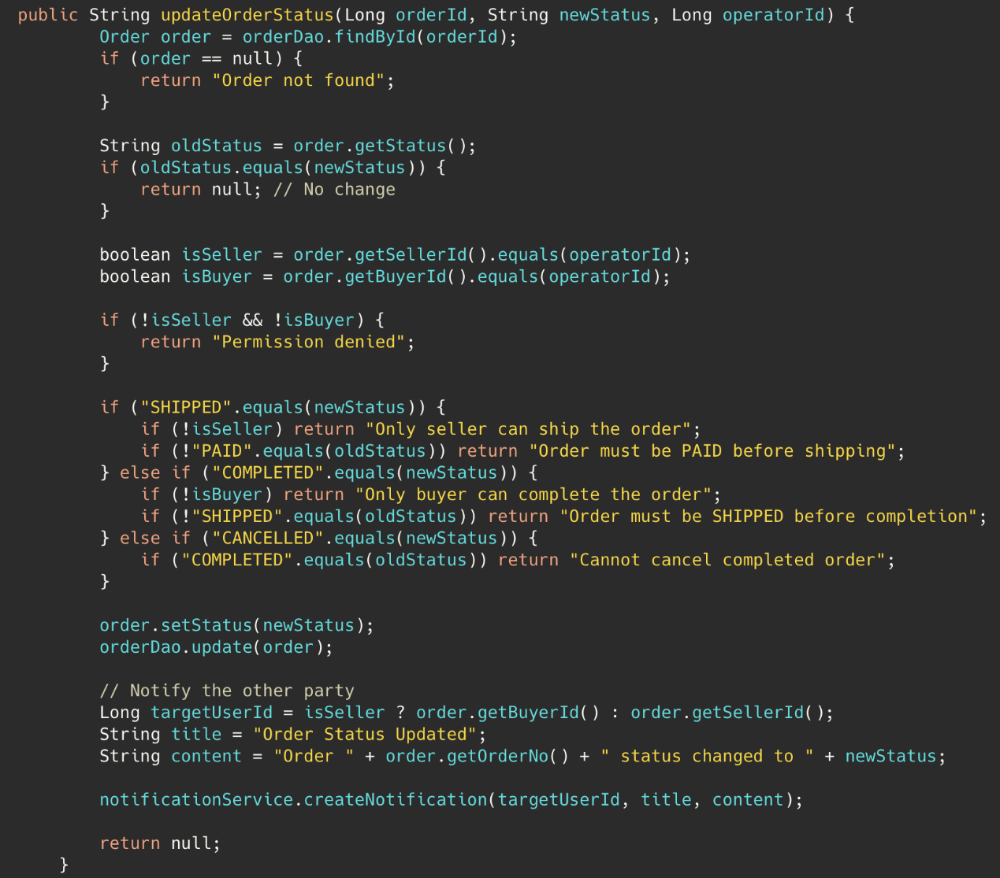 public String updateOrderStatus(Long orderId, String newStatus, Long operatorId) {
        Order order = orderDao.findById(orderId);
        if (order == null) {
            return "Order not found";
        }

        String oldStatus = order.getStatus();
        if (oldStatus.equals(newStatus)) {
            return null; // No change
        }

        boolean isSeller = order.getSellerId().equals(operatorId);
        boolean isBuyer = order.getBuyerId().equals(operatorId);

        if (!isSeller && !isBuyer) {
            return "Permission denied";
        }

        if ("SHIPPED".equals(newStatus)) {
            if (!isSeller) return "Only seller can ship the order";
            if (!"PAID".equals(oldStatus)) return "Order must be PAID before shipping";
        } else if ("COMPLETED".equals(newStatus)) {
            if (!isBuyer) return "Only buyer can complete the order";
            if (!"SHIPPED".equals(oldStatus)) return "Order must be SHIPPED before completion";
        } else if ("CANCELLED".equals(newStatus)) {
            if ("COMPLETED".equals(oldStatus)) return "Cannot cancel completed order";
        }

        order.setStatus(newStatus);
        orderDao.update(order);

        // Notify the other party
        Long targetUserId = isSeller ? order.getBuyerId() : order.getSellerId();
        String title = "Order Status Updated";
        String content = "Order " + order.getOrderNo() + " status changed to " + newStatus;

        notificationService.createNotification(targetUserId, title, content);

        return null;
    }